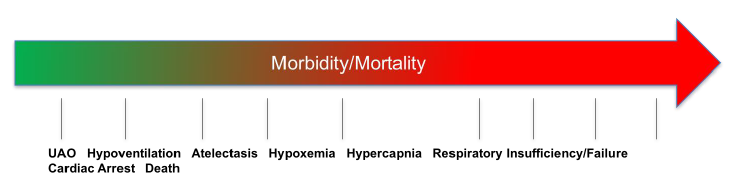 Morbidity/Mortality
UAO Hypoventilation Atelectasis Hypoxemia Hypercapnia Respiratory Insufficiency/Failure
Cardiac Arrest Death